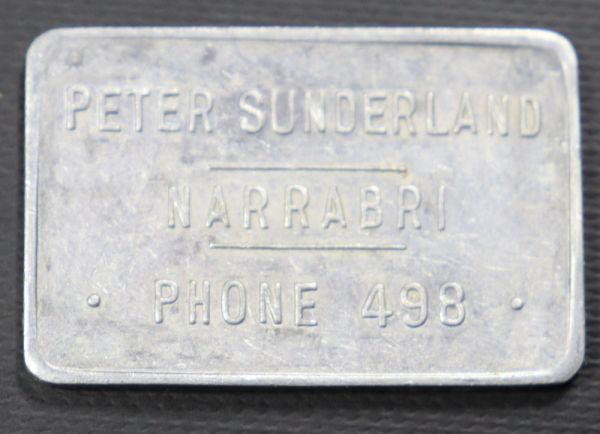 PETER SUNDERLAND
NARRABRI
• PHONE 498 •